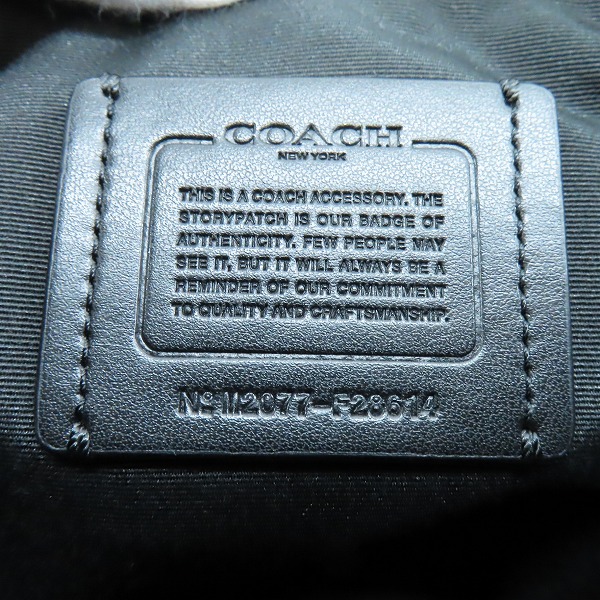 COACH
NEW YORK
THIS IS A COACH ACCESSORY. THE
STORYPATCH IS OUR BADGE OF
AUTHENTICITY. FEW PEOPLE MAY
SEE IT, BUT IT WILL ALWAYS BE A
REMINDER OF OUR COMMITMENT
TO QUALITY AND CRAFTSMANSHIP.
No M2077-F28614